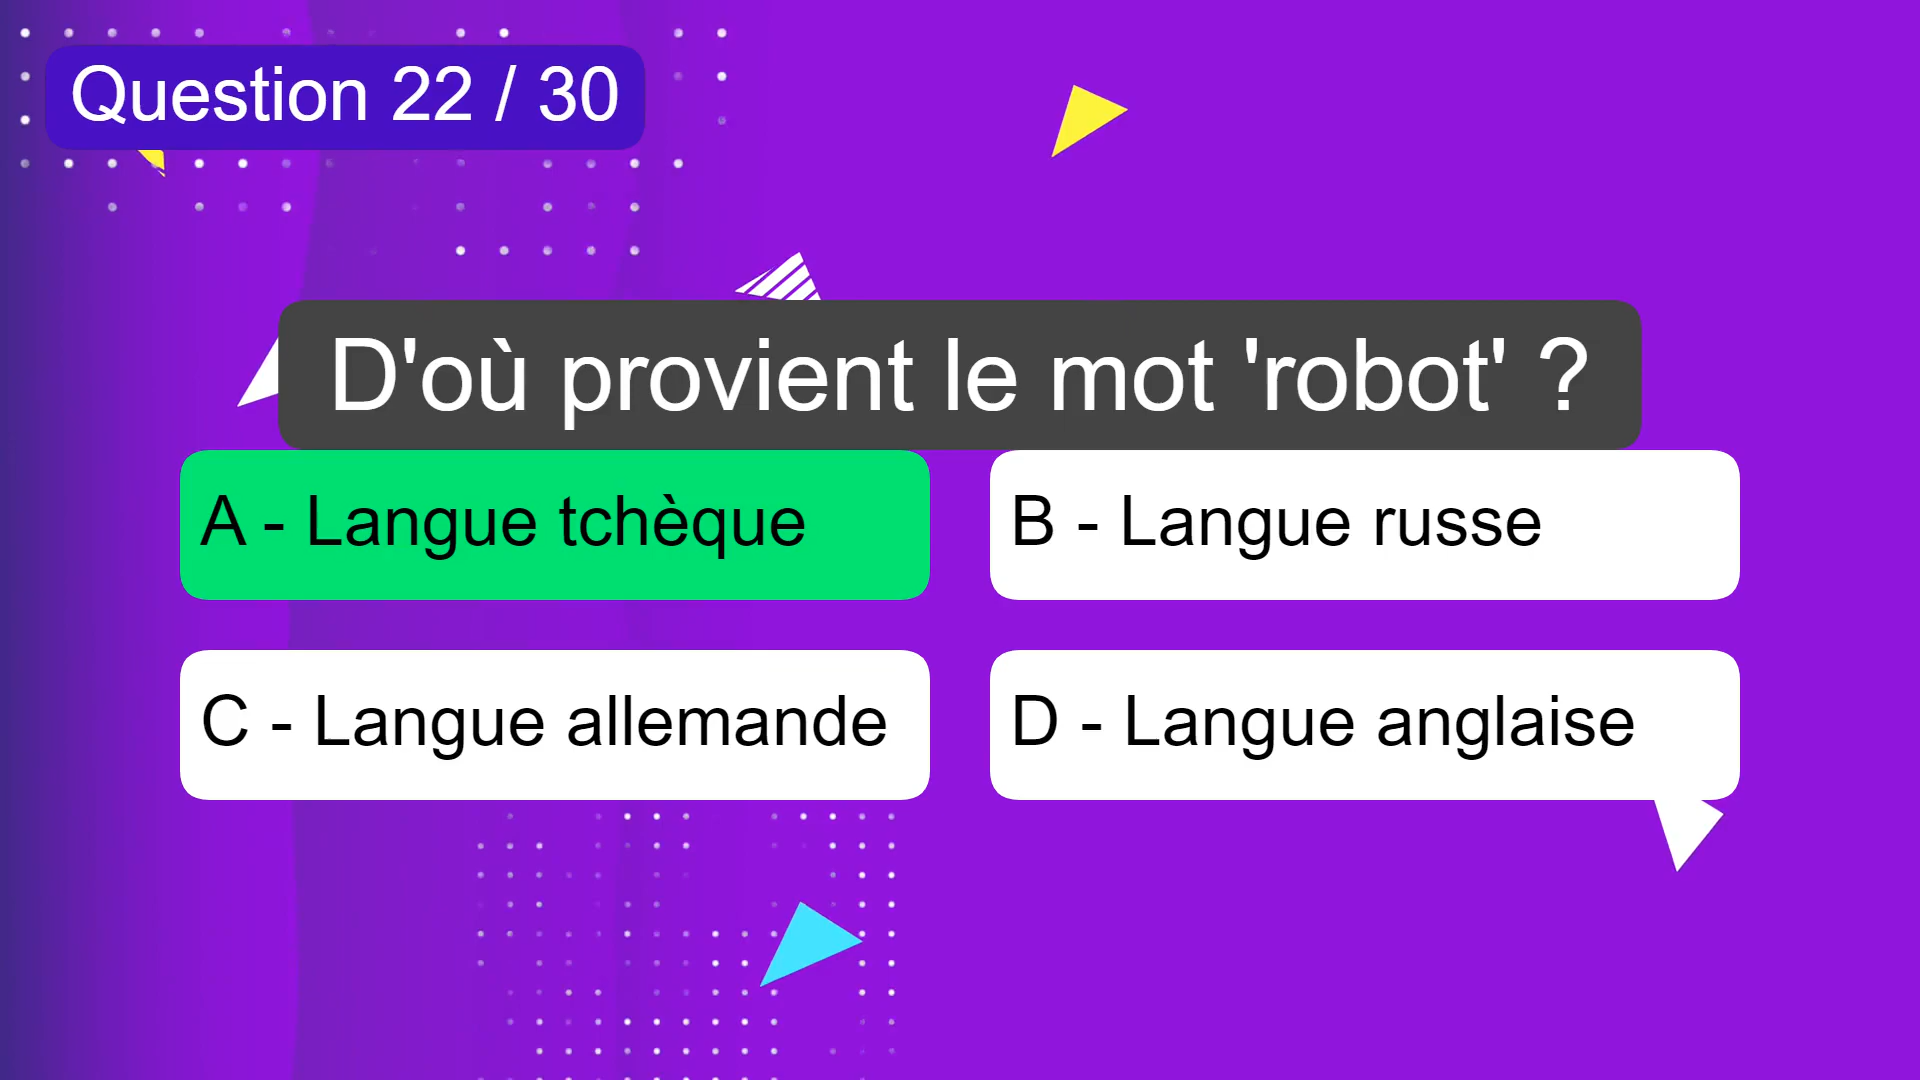 Question 22 / 30
D'où provient le mot 'robot' ?
A - Langue tchèque
B - Langue russe
C - Langue allemande
D - Langue anglaise